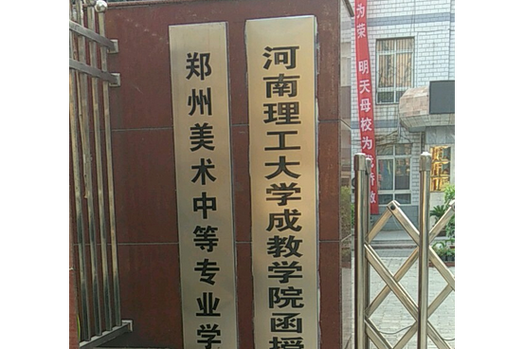 郑州美术中等专业学
河南理工大学成教学院函授
为荣 明天母校为